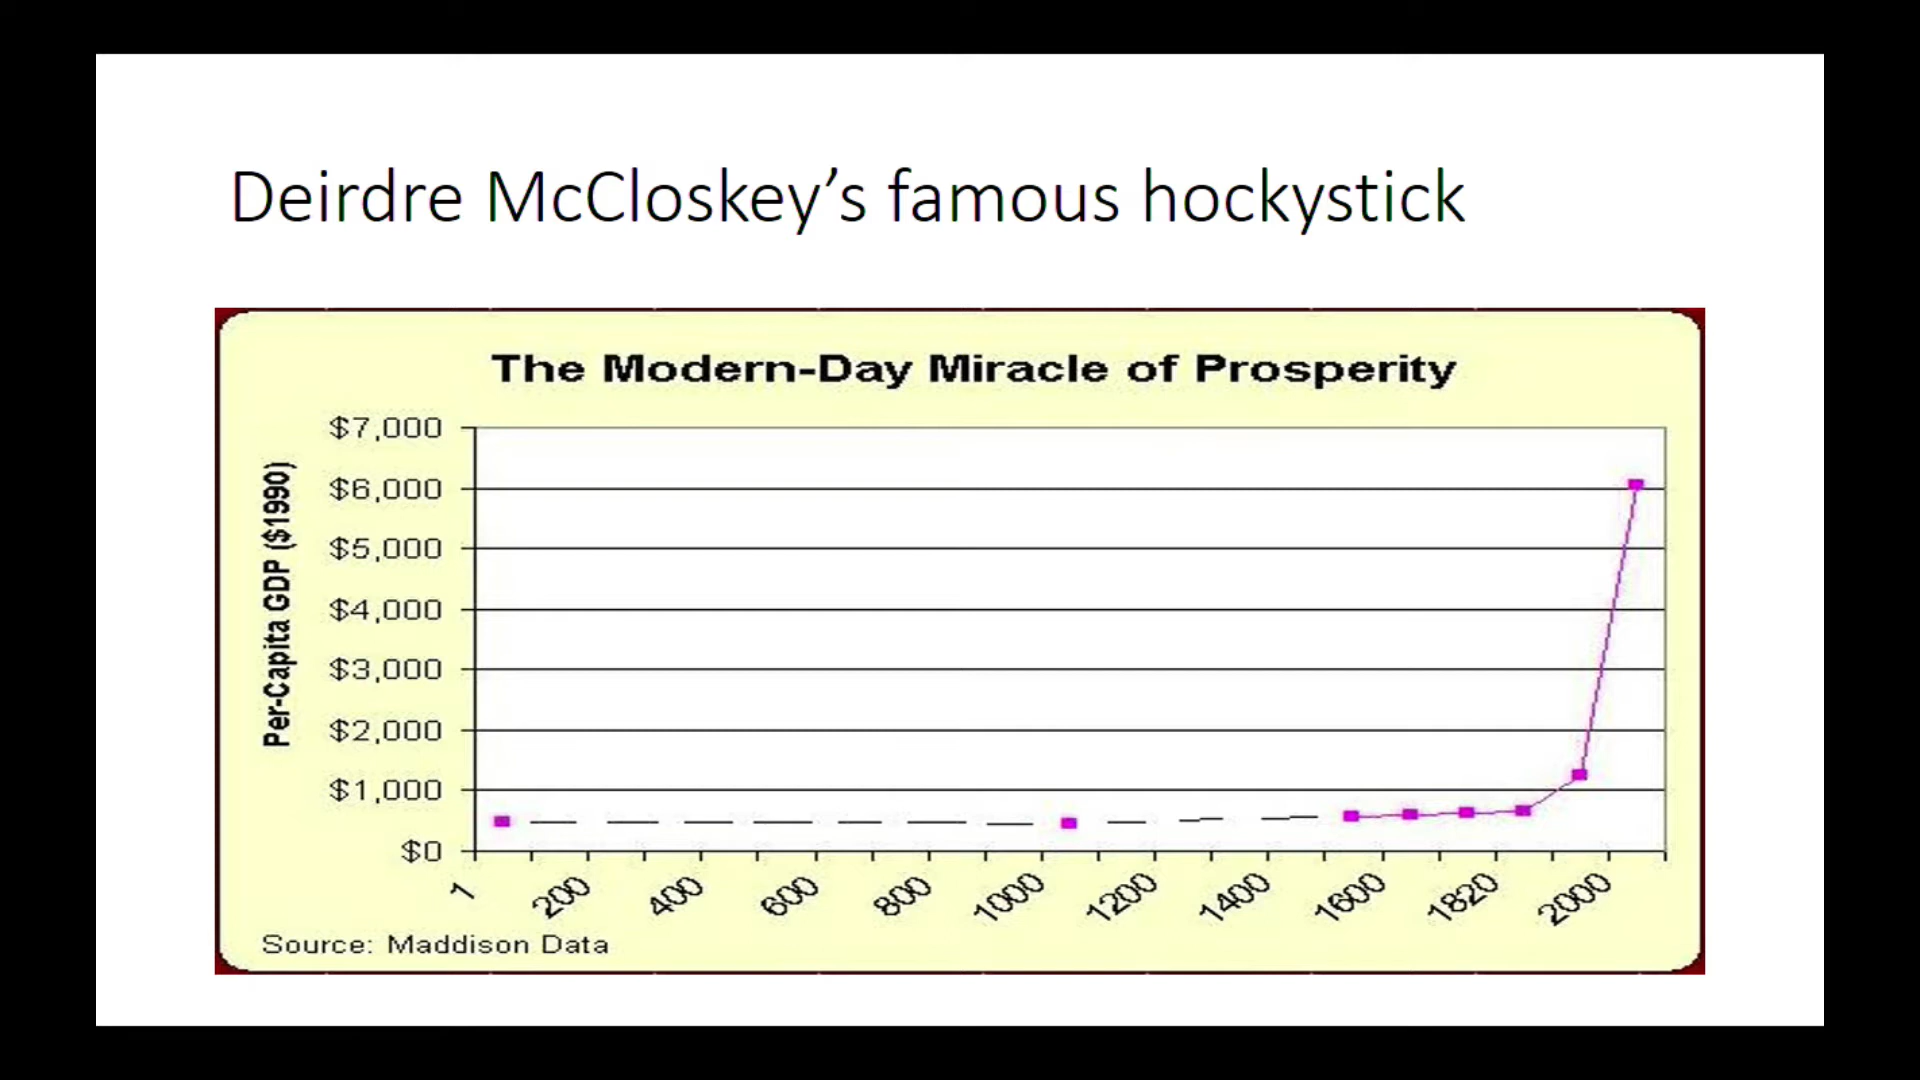 Deirdre McCloskey’s famous hockystick
The Modern-Day Miracle of Prosperity
Per-Capita GDP ($1990)
$7,000
$6,000
$5,000
$4,000
$3,000
$2,000
$1,000
$0
1 200 400 600 800 1000 1200 1400 1600 1820 2000
Source: Maddison Data